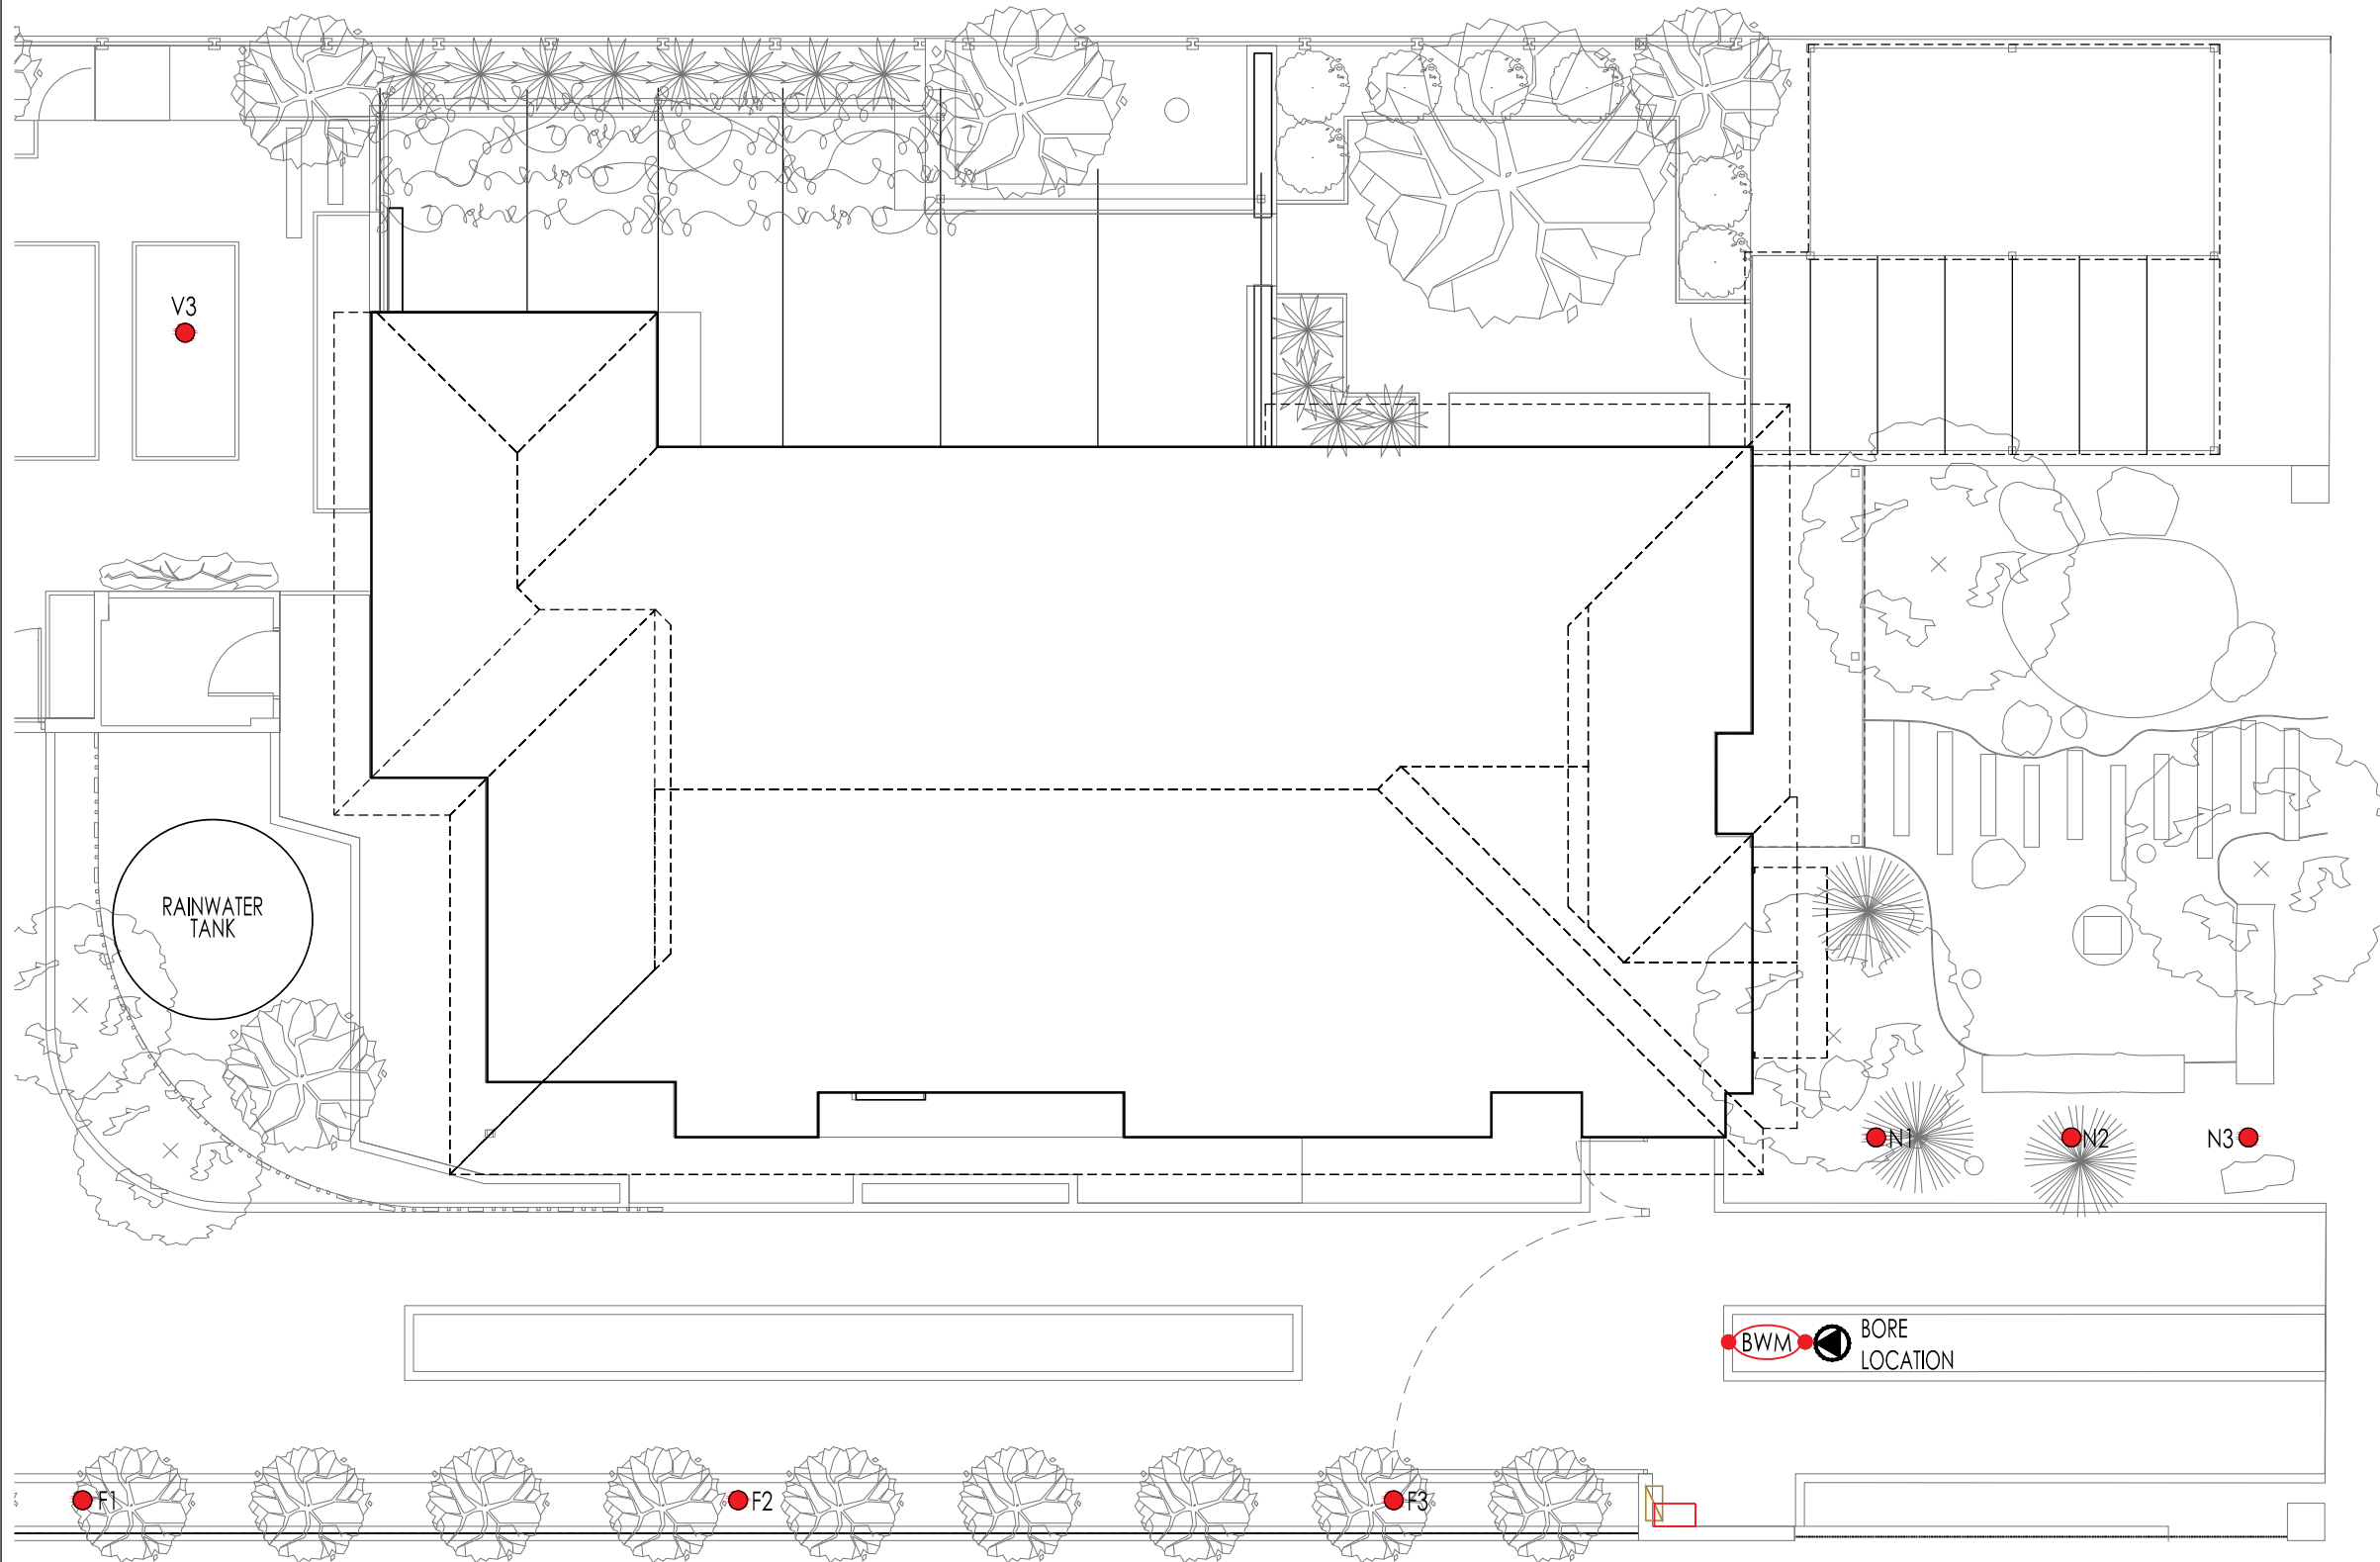 V3
RAINWATER
TANK
N1
N2
N3
BWM
BORE
LOCATION
F1
F2
F3